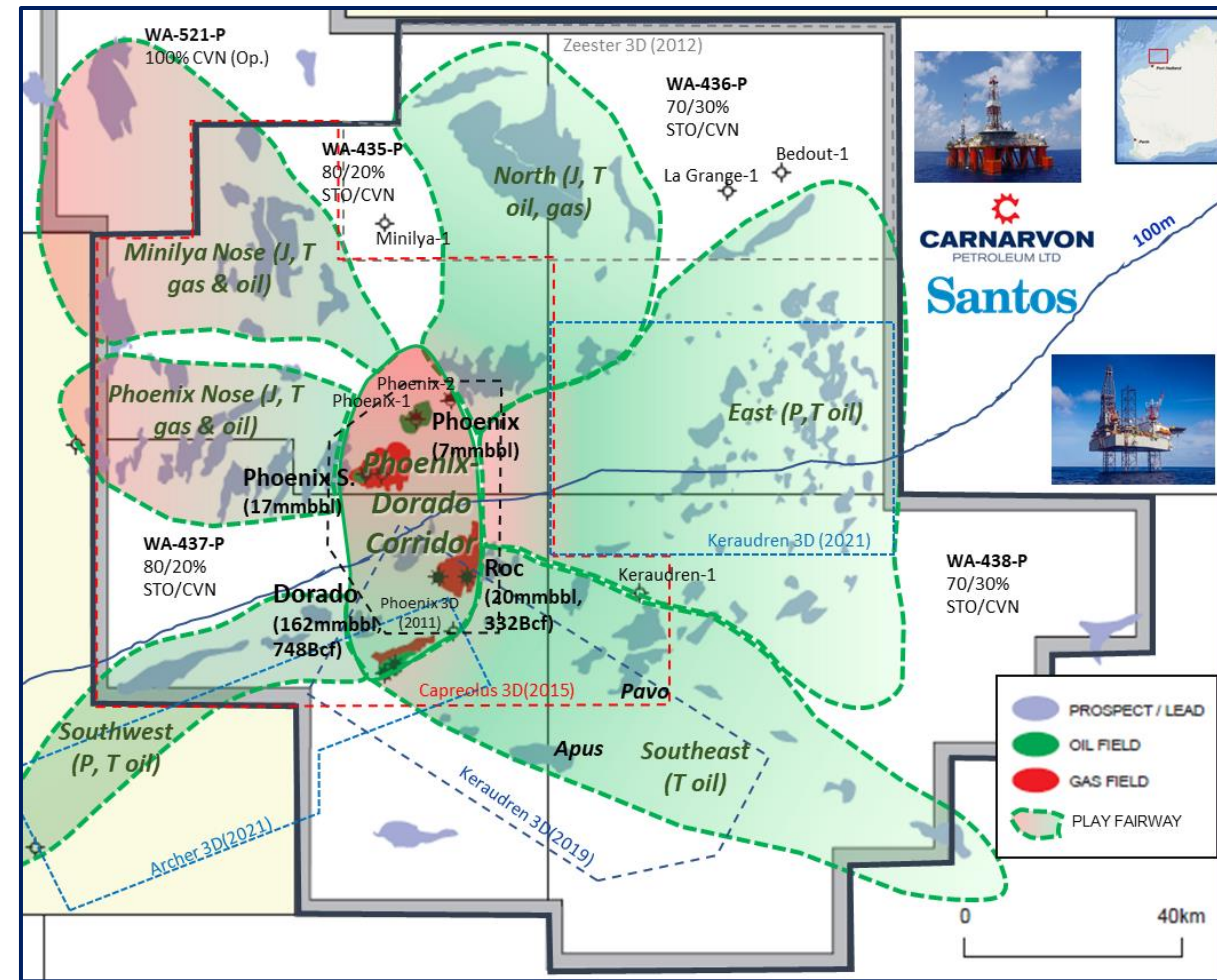 WA-521-P
100% CVN (Op.)
Zeester 3D (2012)
WA-436-P
70/30%
STO/CVN
WA-435-P
80/20%
STO/CVN
Bedout-1
La Grange-1
Minilya-1
North (J, T
oil, gas)
Minilya Nose (J, T
gas & oil)
CARNARVON
PETROLEUM LTD
Santos
100m
Port Hedland
Perth
Phoenix Nose (J, T
gas & oil)
Phoenix-2
Phoenix-1
Phoenix
(7mmbbl)
East (P,T oil)
Phoenix S.
(17mmbbl)
Phoenix-
Dorado
Corridor
WA-437-P
80/20%
STO/CVN
Keraudren 3D (2021)
WA-438-P
70/30%
STO/CVN
Keraudren-1
Roc
(20mmbbl,
332Bcf)
Dorado
(162mmbbl,
748Bcf)
Phoenix 3D
(2011)
Capreolus 3D(2015)
Pavo
Apus
Southeast
(T oil)
Southwest
(P, T oil)
Keraudren 3D(2019)
Archer 3D(2021)
PROSPECT / LEAD
OIL FIELD
GAS FIELD
PLAY FAIRWAY
0 40km